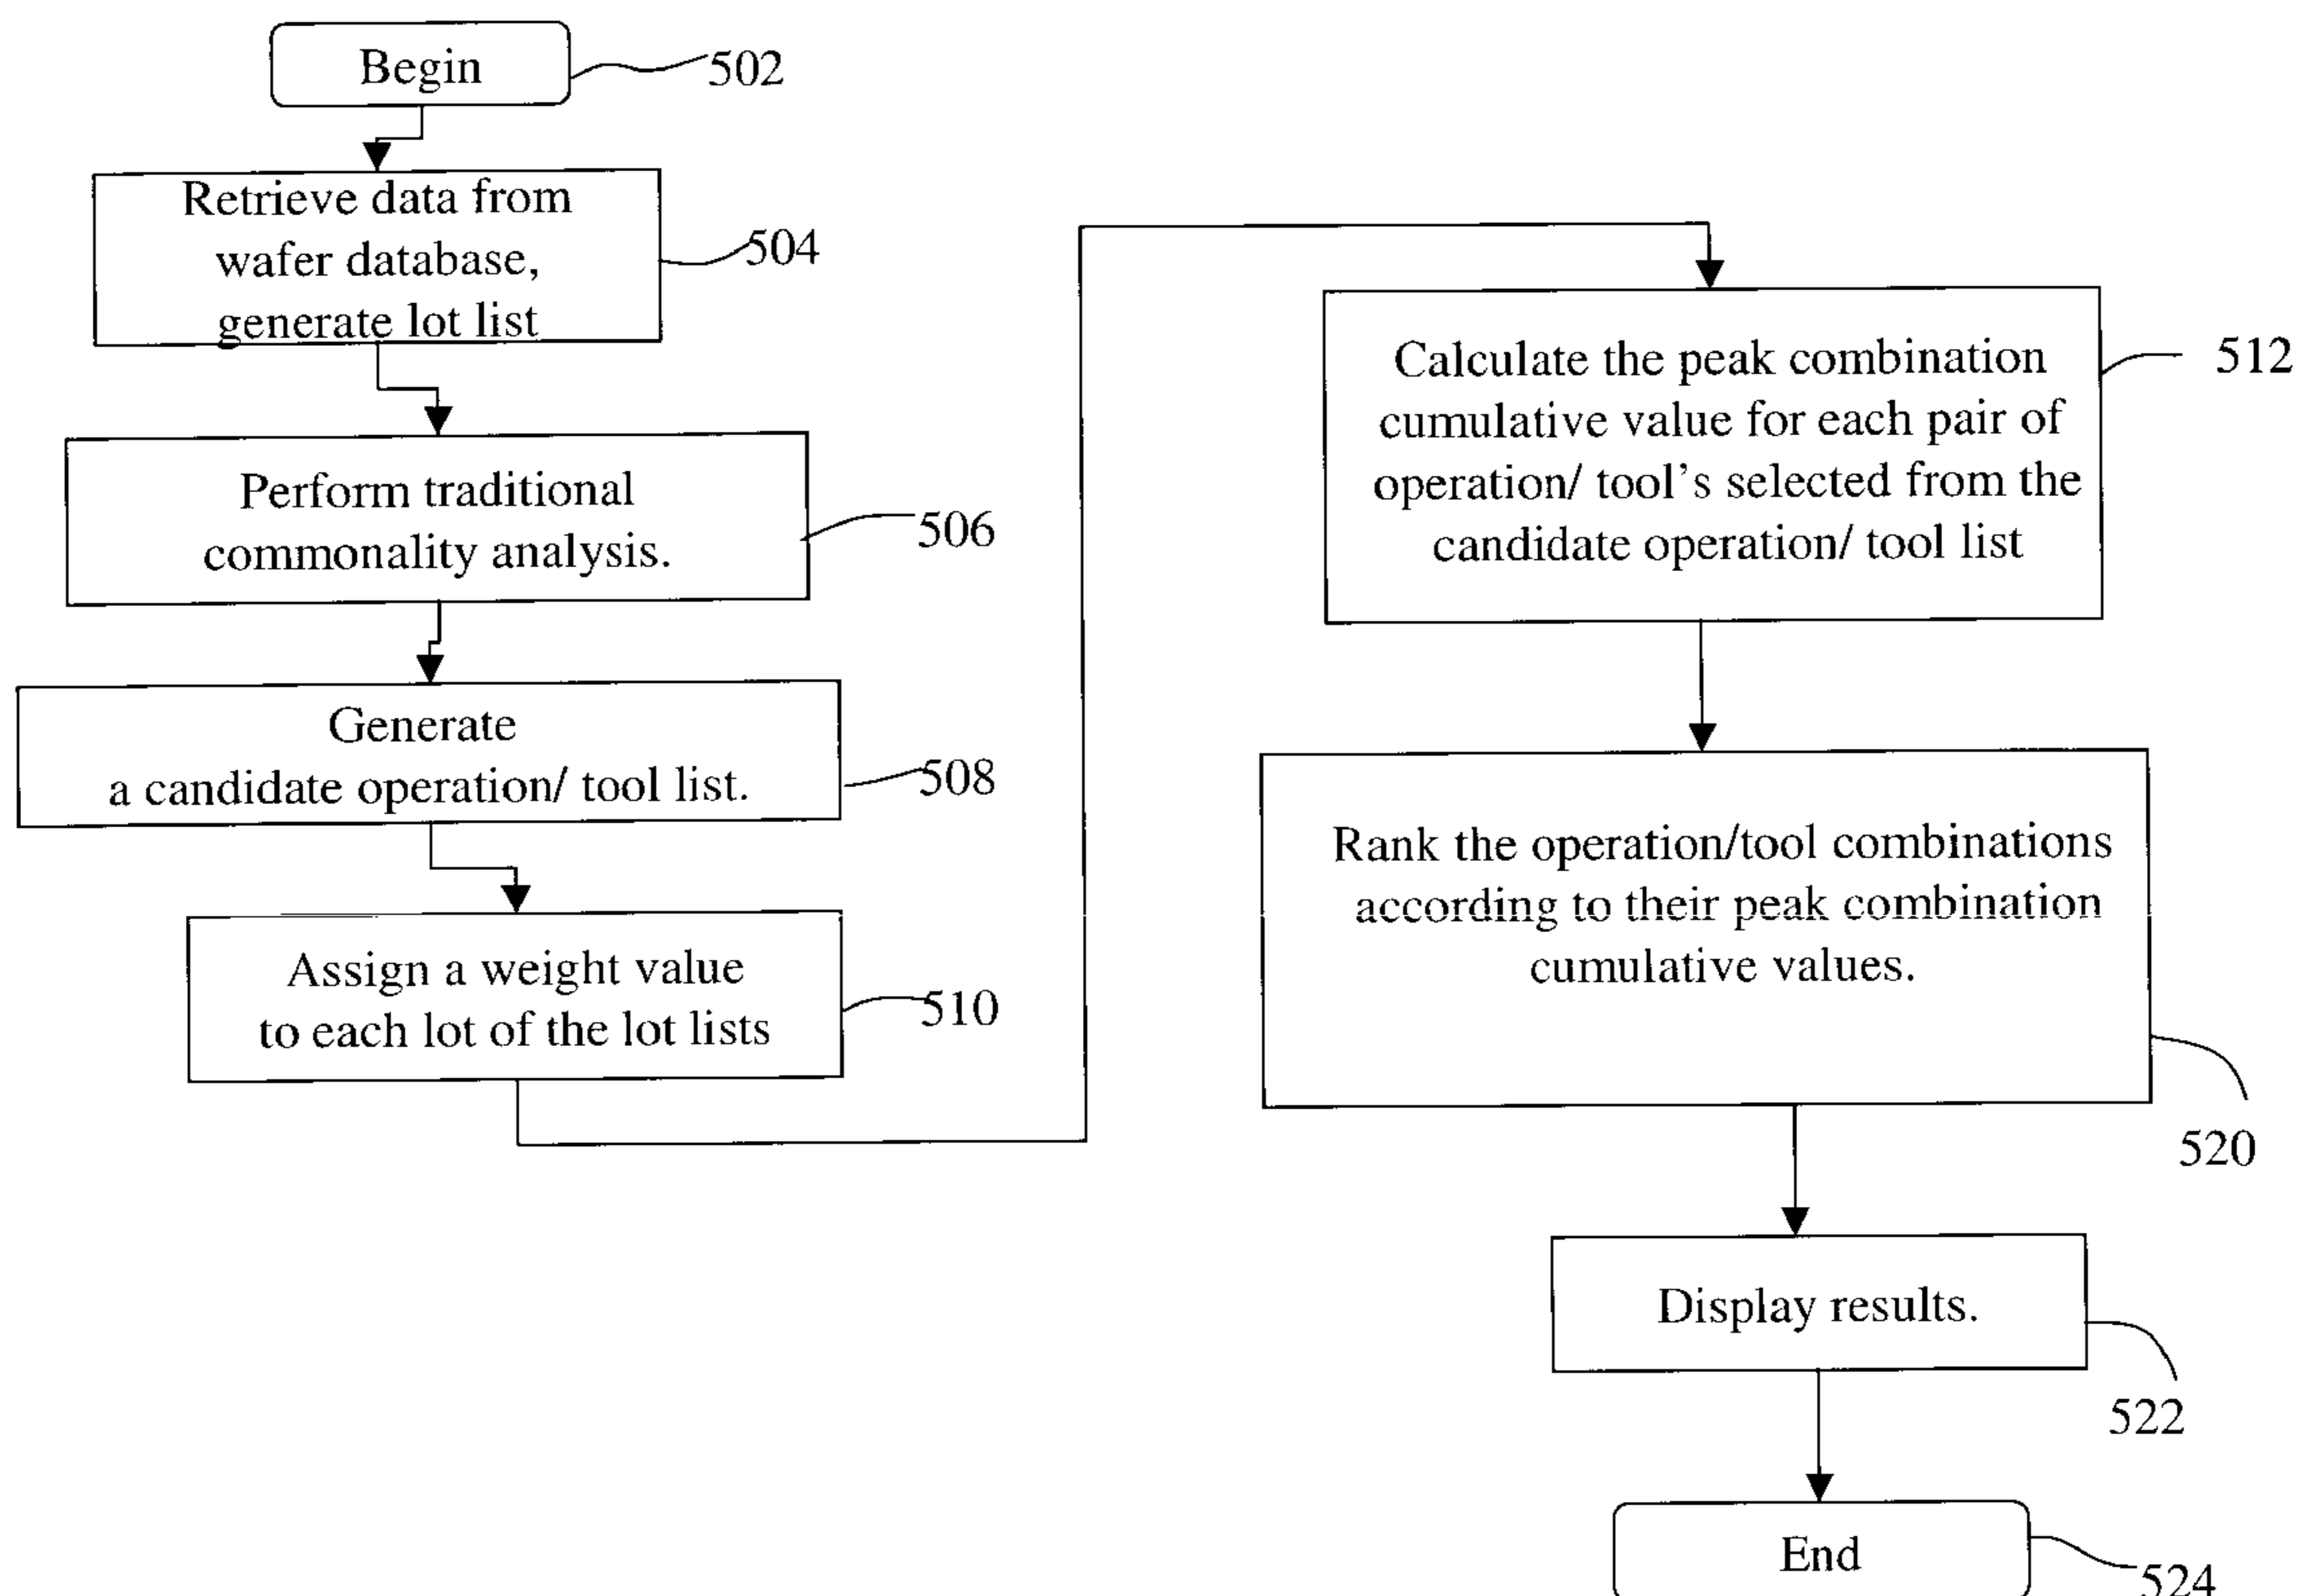 Begin
502
Retrieve data from
wafer database,
generate lot list
504
Perform traditional
commonality analysis.
506
Generate
a candidate operation/ tool list.
508
Assign a weight value
to each lot of the lot lists
510
Calculate the peak combination
cumulative value for each pair of
operation/ tool's selected from the
candidate operation/ tool list
512
Rank the operation/tool combinations
according to their peak combination
cumulative values.
520
Display results.
522
End
524